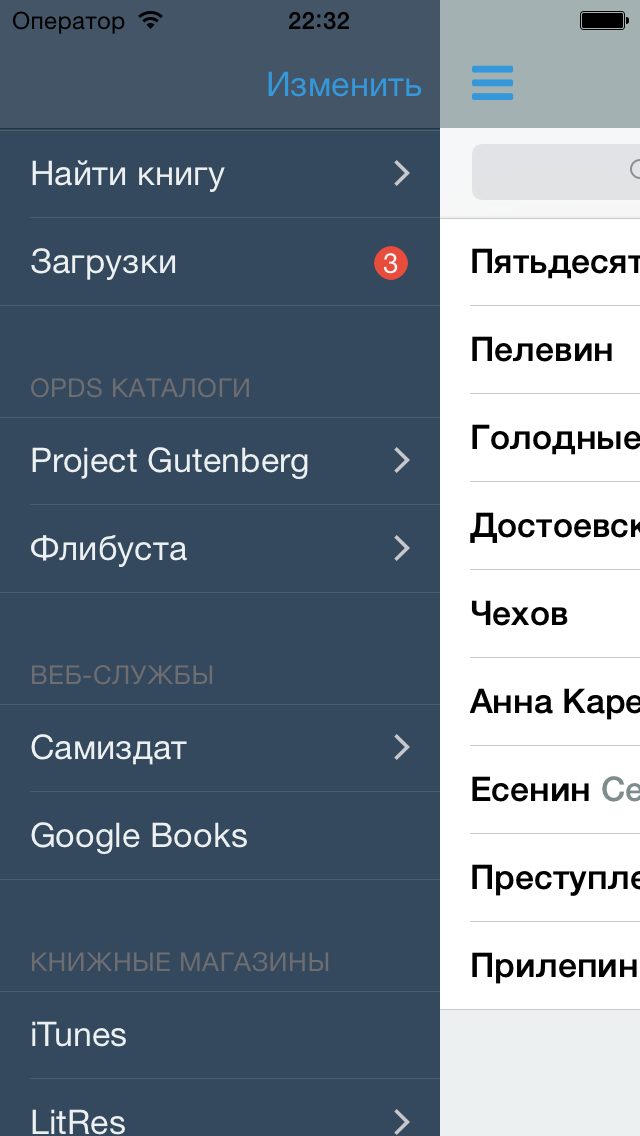 Оператор 22:32
Изменить
Найти книгу
Загрузки 3
OPDS КАТАЛОГИ
Project Gutenberg
Флибуста
ВЕБ-СЛУЖБЫ
Самиздат
Google Books
КНИЖНЫЕ МАГАЗИНЫ
iTunes
LitRes
Пятьдесят
Пелевин
Голодные
Достоевск
Чехов
Анна Каре
Есенин Се
Преступле
Прилепин